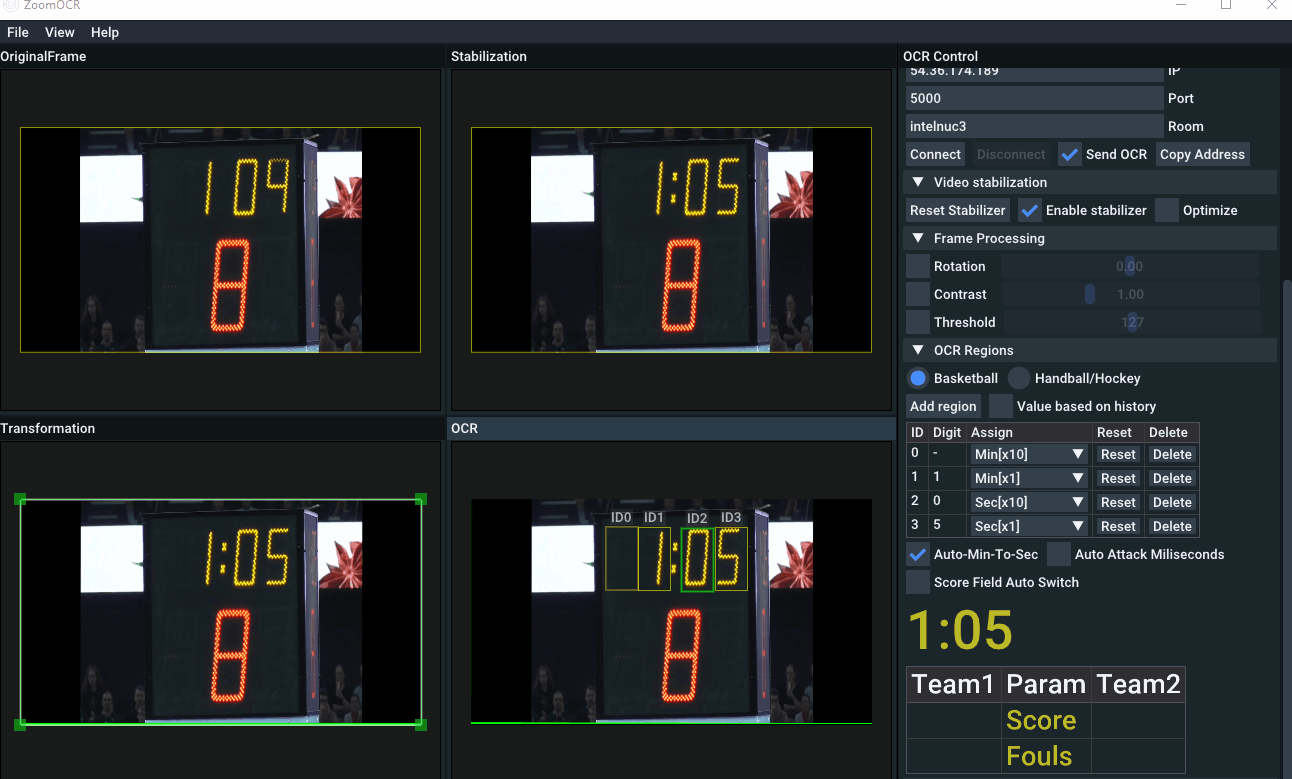 ZoomOCR
File View Help
OriginalFrame
109
8
Stabilization
1:05
8
Transformation
1:05
8
OCR
ID0 ID1 ID2 ID3
1:05
8
OCR Control
54.36.174.189 IP
5000 Port
intelnuc3 Room
Connect Disconnect Send OCR Copy Address
Video stabilization
Reset Stabilizer Enable stabilizer Optimize
Frame Processing
Rotation 0.00
Contrast 1.00
Threshold 127
OCR Regions
Basketball Handball/Hockey
Add region Value based on history
ID Digit Assign Reset Delete
0 - Min[x10] Reset Delete
1 1 Min[x1] Reset Delete
2 0 Sec[x10] Reset Delete
3 5 Sec[x1] Reset Delete
Auto-Min-To-Sec Auto Attack Miliseconds
Score Field Auto Switch
1:05
Team1 Param Team2
Score
Fouls